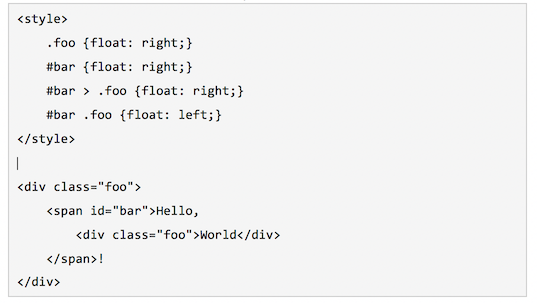 <style>
    .foo {float: right;}
    #bar {float: right;}
    #bar > .foo {float: right;}
    #bar .foo {float: left;}
</style>

<div class="foo">
    <span id="bar">Hello,
        <div class="foo">World</div>
    </span>!
</div>